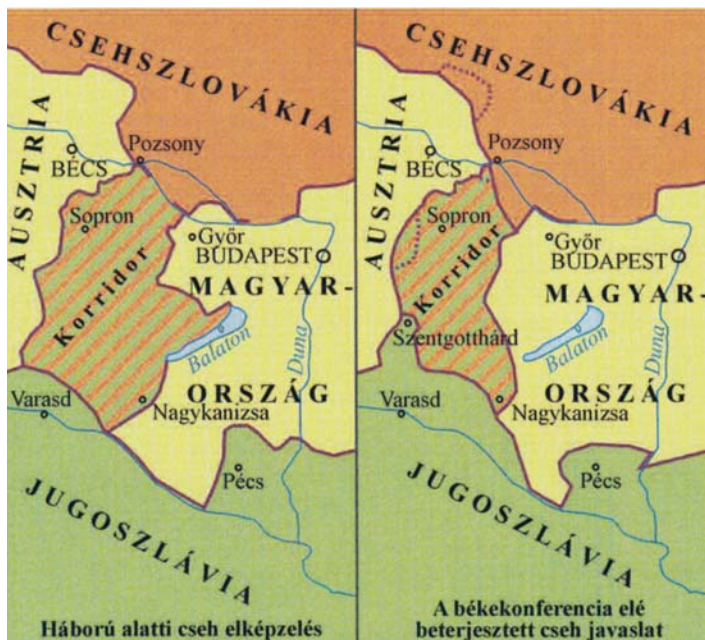 CSEHSZLOVÁKIA
AUSZTRIA
BÉCS
Pozsony
Sopron
Korridor
Győr
BUDAPEST
MAGYAR-
Balaton
Duna
ORSZÁG
Varasd
Nagykanizsa
Pécs
JUGOSZLÁVIA
Háború alatti cseh elképzelés
CSEHSZLOVÁKIA
AUSZTRIA
BÉCS
Pozsony
Sopron
Korridor
Győr
BUDAPEST
MAGYAR-
Szentgotthárd
Balaton
Duna
ORSZÁG
Varasd
Nagykanizsa
Pécs
JUGOSZLÁVIA
A békekonferencia elé
beterjesztett cseh javaslat